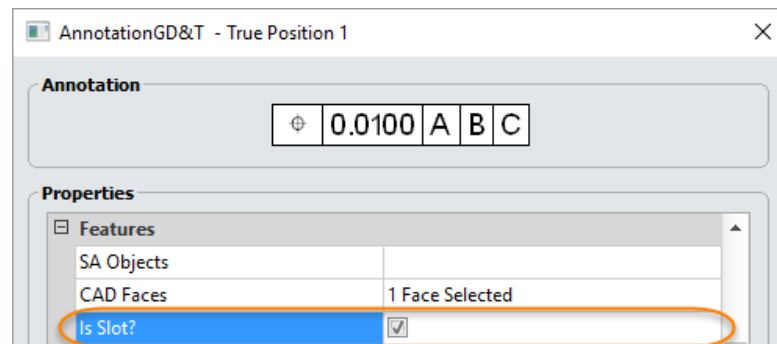 AnnotationGD&T - True Position 1
Annotation
⌖ 0.0100 A B C
Properties
Features
SA Objects
CAD Faces 1 Face Selected
Is Slot?